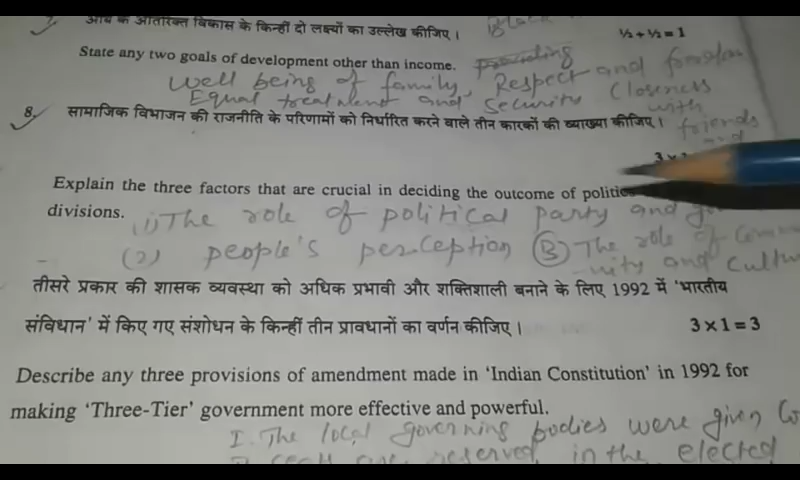 7. आय के अतिरिक्त विकास के किन्हीं दो लक्ष्यों का उल्लेख कीजिए।
½ + ½ = 1
State any two goals of development other than income. Providing and freedom
Well being of family, Respect
Equal treatment and Security Closeness with friends and
8. सामाजिक विभाजन की राजनीति के परिणामों को निर्धारित करने वाले तीन कारकों की व्याख्या कीजिए।
3 ×
Explain the three factors that are crucial in deciding the outcome of
divisions. (i) The role of political party and
(2) people's perception (3) The role of
and
तीसरे प्रकार की शासक व्यवस्था को अधिक प्रभावी और शक्तिशाली बनाने के लिए 1992 में 'भारतीय
संविधान' में किए गए संशोधन के किन्हीं तीन प्रावधानों का वर्णन कीजिए। 3 × 1 = 3
Describe any three provisions of amendment made in 'Indian Constitution' in 1992 for
making 'Three-Tier' government more effective and powerful.
I. The local governing bodies were given
reserved in the elected